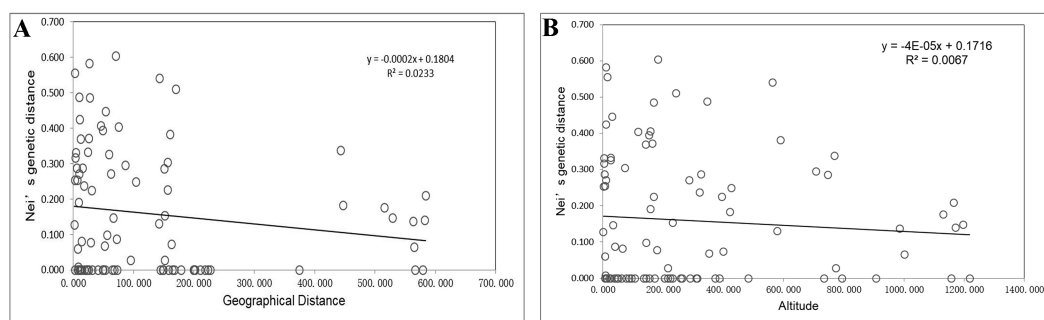 A
0.700
0.600
0.500
0.400
0.300
0.200
0.100
0.000
Nei's genetic distance
y = -0.0002x + 0.1804
R² = 0.0233
0.000 100.000 200.000 300.000 400.000 500.000 600.000 700.000
Geographical Distance
B
0.700
0.600
0.500
0.400
0.300
0.200
0.100
0.000
Nei's genetic distance
y = -4E-05x + 0.1716
R² = 0.0067
0.000 200.000 400.000 600.000 800.000 1000.000 1200.000 1400.000
Altitude